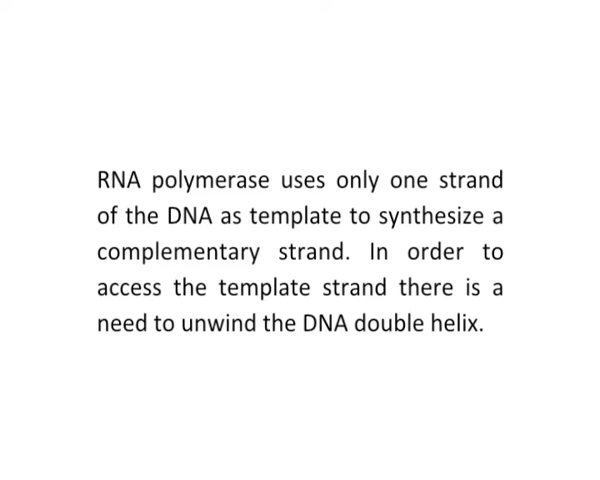 RNA polymerase uses only one strand
of the DNA as template to synthesize a
complementary strand. In order to
access the template strand there is a
need to unwind the DNA double helix.